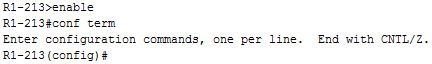 R1-213>enable
R1-213#conf term
Enter configuration commands, one per line.  End with CNTL/Z.
R1-213(config)#